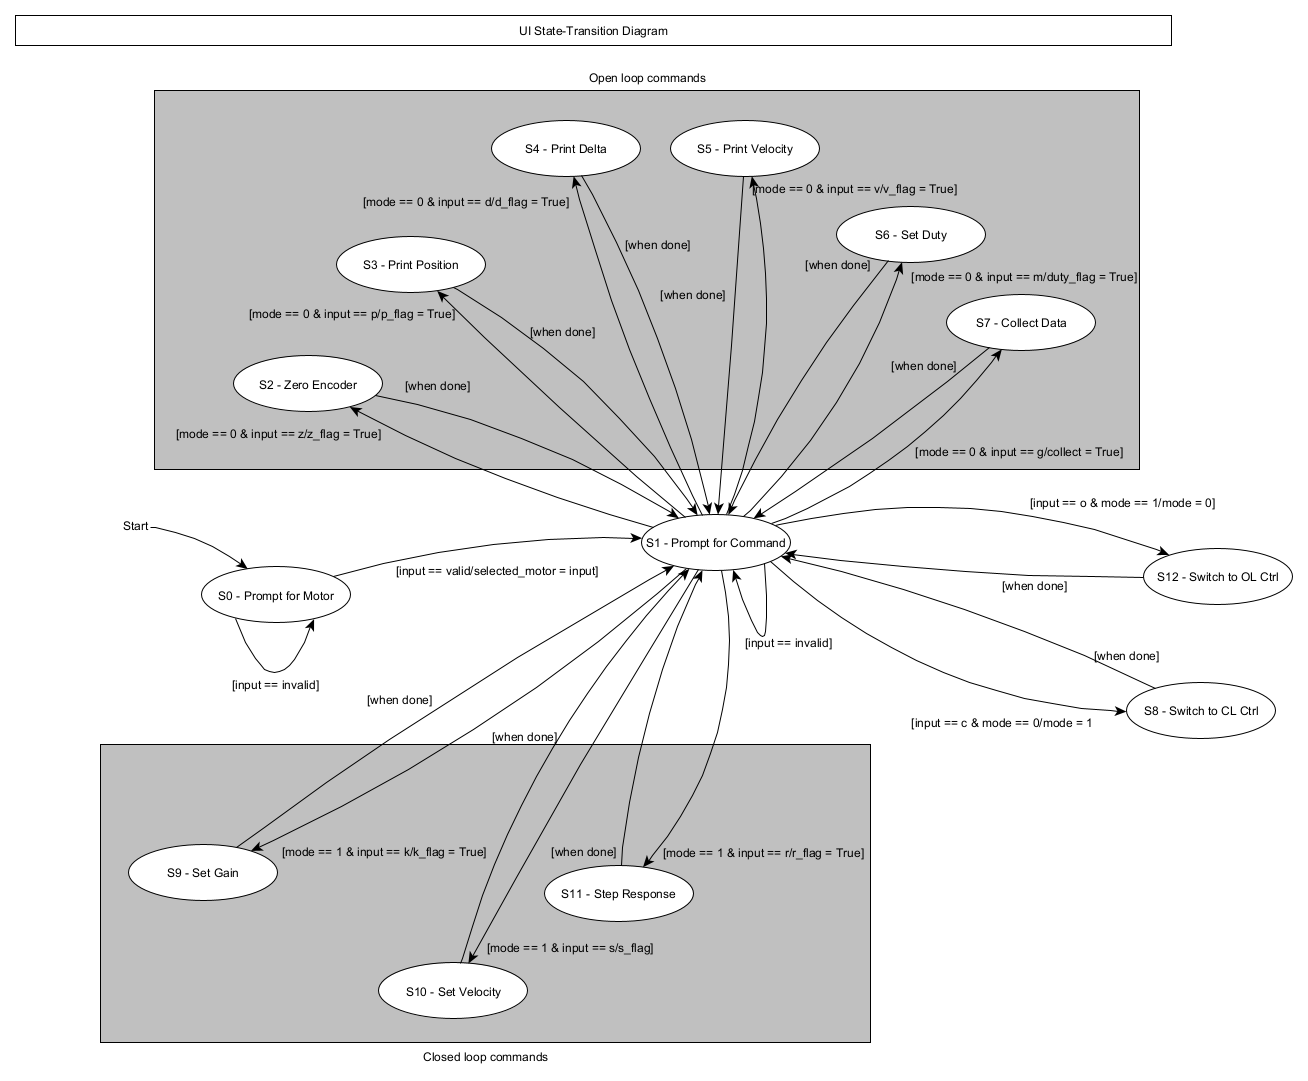 UI State-Transition Diagram
Open loop commands
S4 - Print Delta
S5 - Print Velocity
[mode == 0 & input == d/d_flag = True]
[mode == 0 & input == v/v_flag = True]
S6 - Set Duty
[when done]
S3 - Print Position
[when done]
[mode == 0 & input == m/duty_flag = True]
[when done]
[mode == 0 & input == p/p_flag = True]
[when done]
S7 - Collect Data
[when done]
S2 - Zero Encoder
[when done]
[mode == 0 & input == z/z_flag = True]
[mode == 0 & input == g/collect = True]
[input == o & mode == 1/mode = 0]
Start
S1 - Prompt for Command
[input == valid/selected_motor = input]
S12 - Switch to OL Ctrl
[when done]
S0 - Prompt for Motor
[input == invalid]
[when done]
[input == invalid]
[when done]
S8 - Switch to CL Ctrl
[input == c & mode == 0/mode = 1
[when done]
[mode == 1 & input == k/k_flag = True]
[when done]
[mode == 1 & input == r/r_flag = True]
S9 - Set Gain
S11 - Step Response
[mode == 1 & input == s/s_flag]
S10 - Set Velocity
Closed loop commands